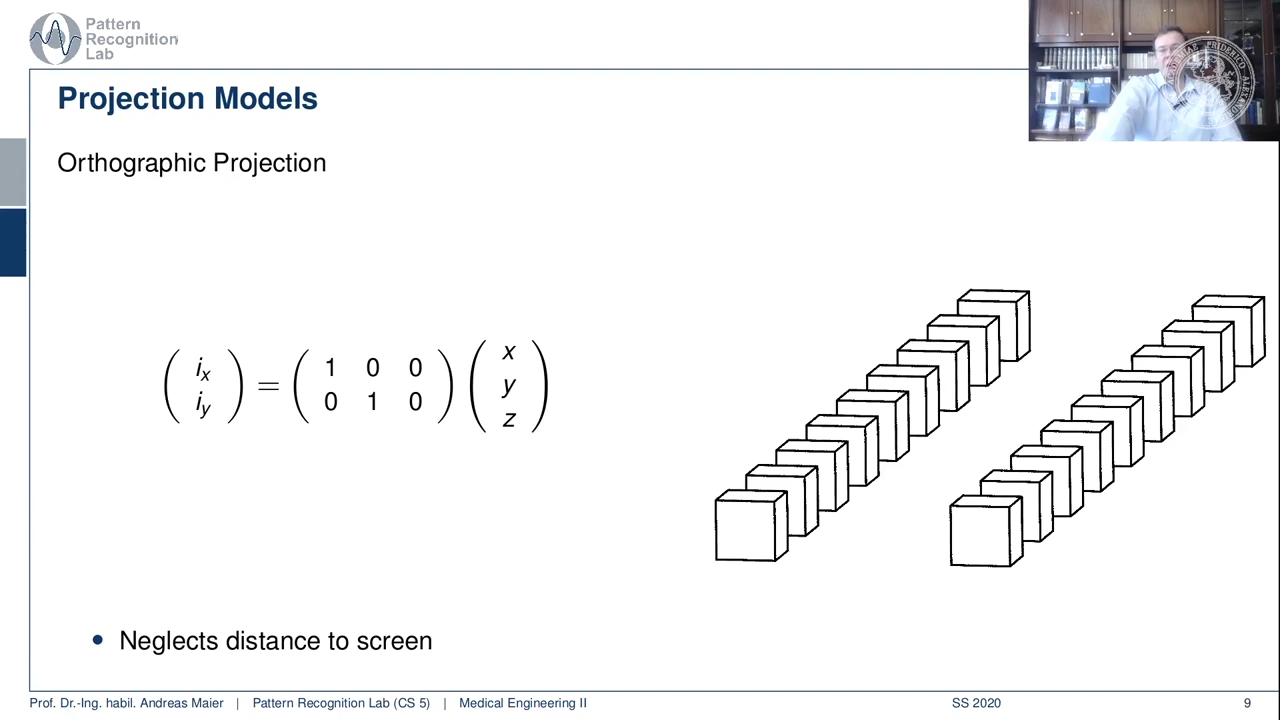 Pattern
Recognition
Lab
Projection Models
Orthographic Projection
( i_x ) = ( 1 0 0 ) ( x )
( i_y ) ( 0 1 0 ) ( y )
( z )
• Neglects distance to screen
Prof. Dr.-Ing. habil. Andreas Maier | Pattern Recognition Lab (CS 5) | Medical Engineering II SS 2020 9